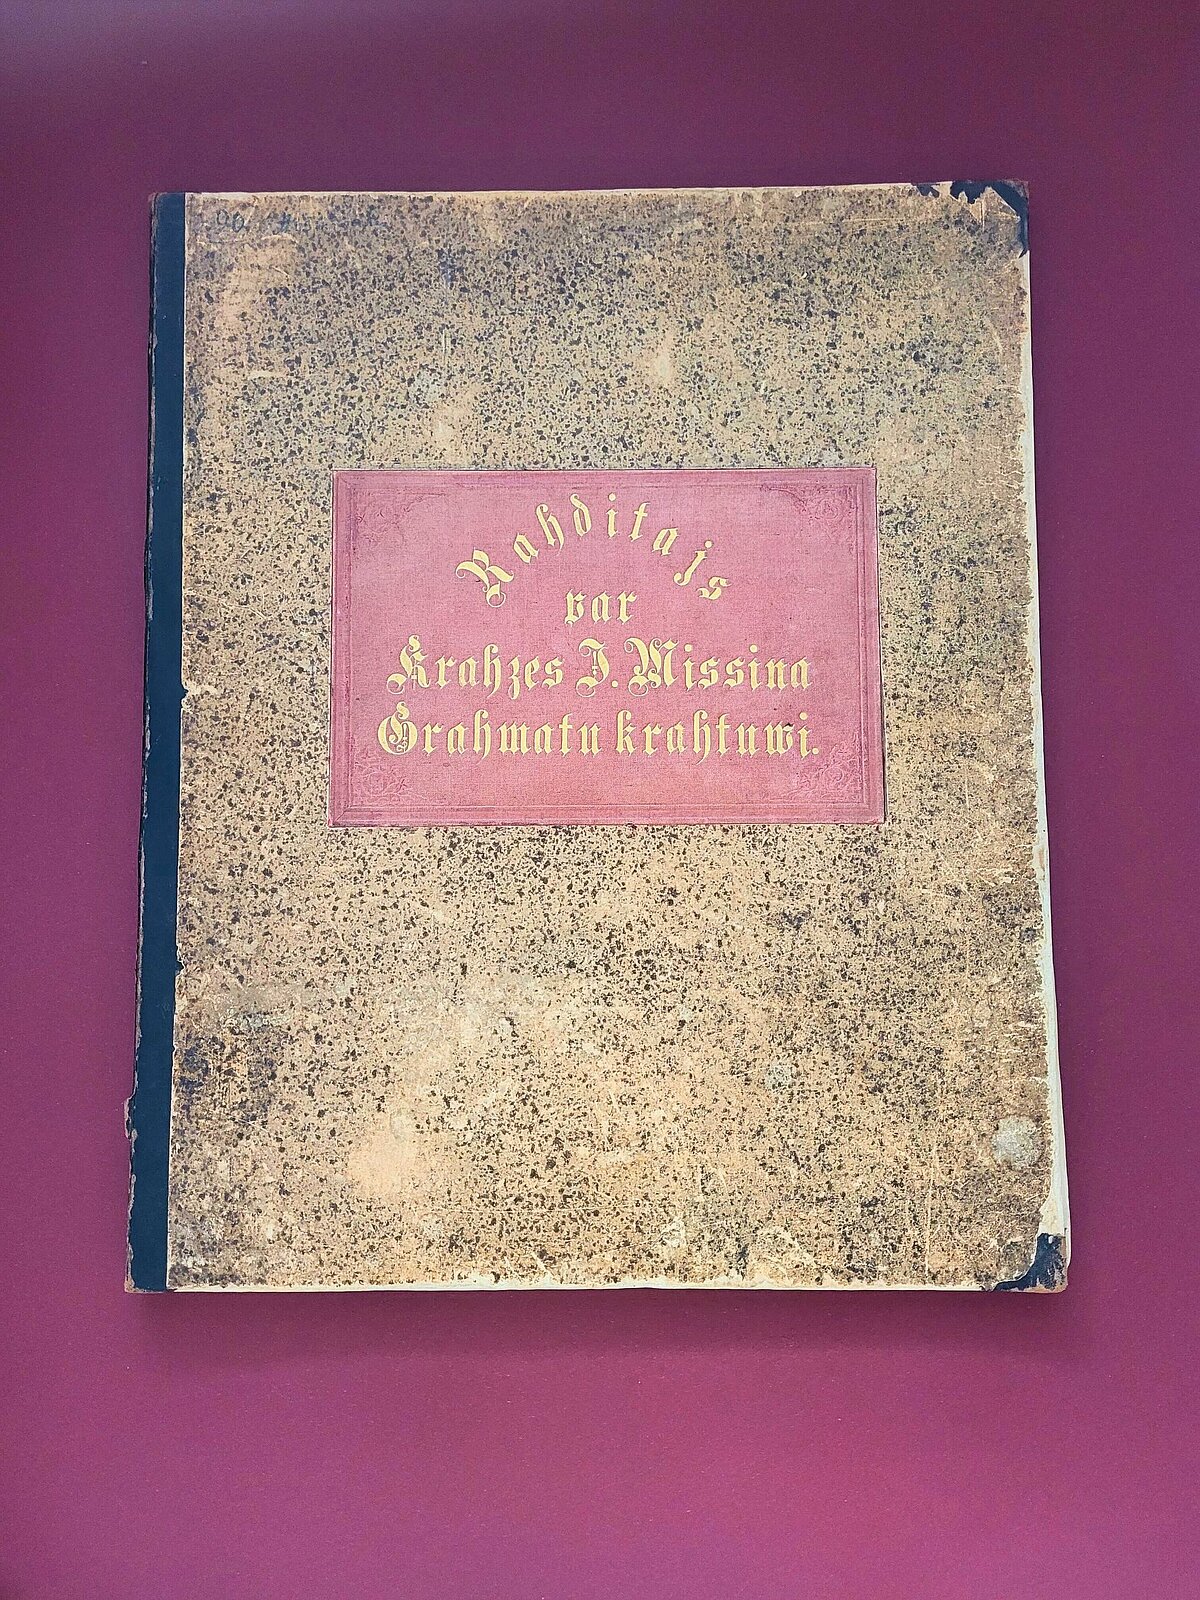 Rahditajs
par
Krahzes J. Missina
Grahmatu krahtuwi.